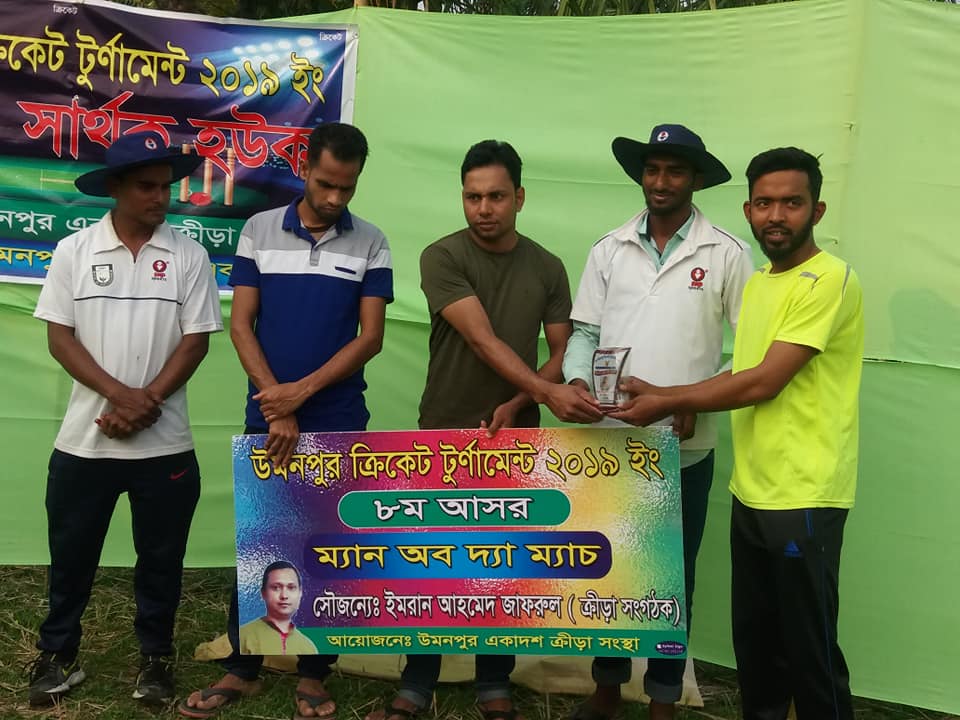 ক্রিকেট
ক্রিকেট
ক্রিকেট টুর্ণামেন্ট ২০১৯ ইং
সার্থক হউক
উমনপুর ক্রিকেট টুর্ণামেন্ট ২০১৯ ইং
৮ম আসর
ম্যান অব দ্যা ম্যাচ
সৌজন্যেঃ ইমরান আহমেদ জাফরুল ( ক্রীড়া সংগঠক)
আয়োজনেঃ উমনপুর একাদশ ক্রীড়া সংস্থা